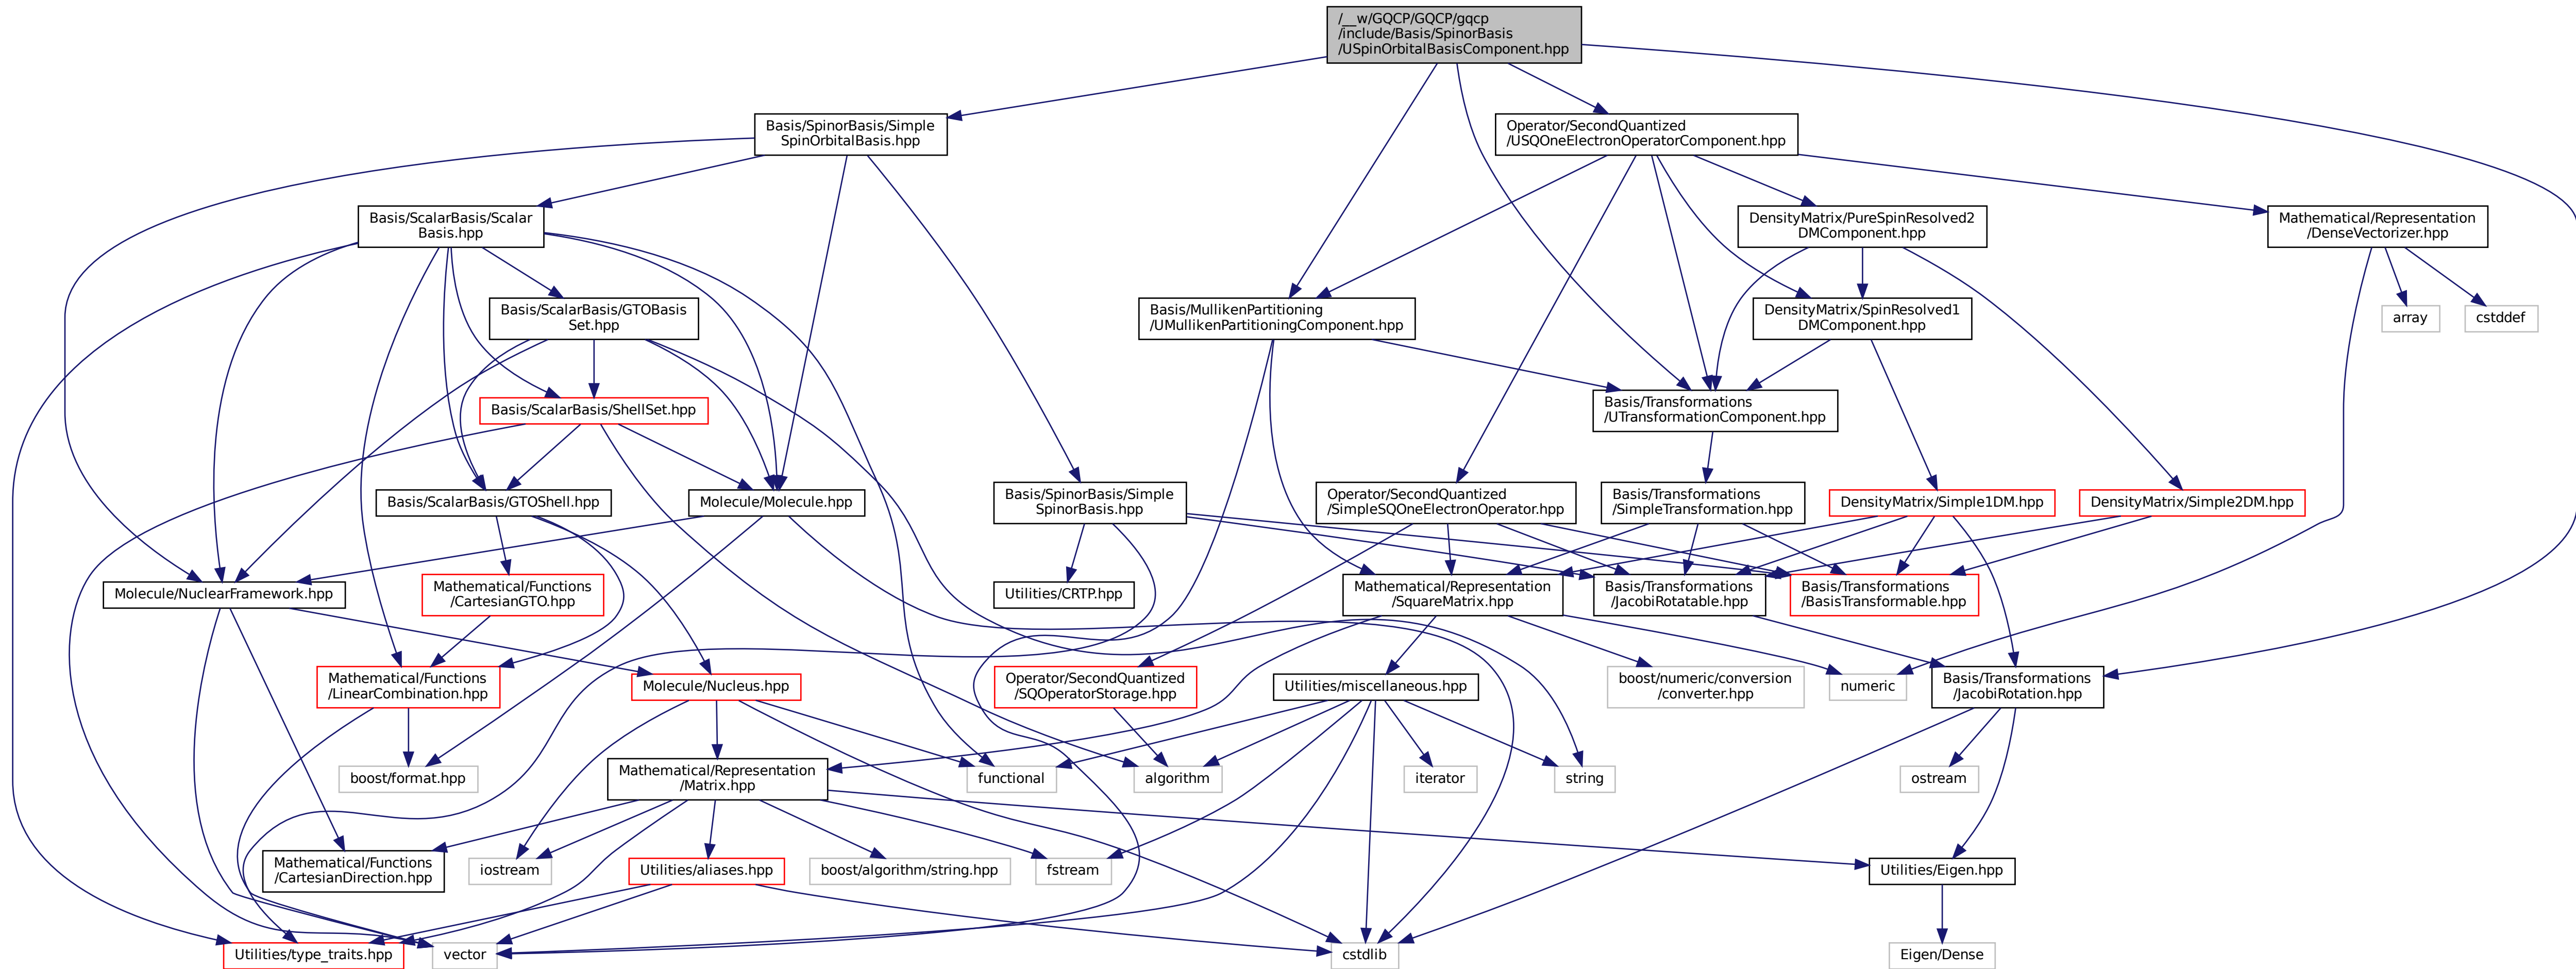 /__w/GQCP/GQCP/gqcp
/include/Basis/SpinorBasis
/USpinOrbitalBasisComponent.hpp
Basis/SpinorBasis/Simple
SpinOrbitalBasis.hpp
Operator/SecondQuantized
/USQOneElectronOperatorComponent.hpp
Basis/ScalarBasis/Scalar
Basis.hpp
DensityMatrix/PureSpinResolved2
DMComponent.hpp
Mathematical/Representation
/DenseVectorizer.hpp
Basis/ScalarBasis/GTOBasis
Set.hpp
Basis/MullikenPartitioning
/UMullikenPartitioningComponent.hpp
DensityMatrix/SpinResolved1
DMComponent.hpp
array
cstddef
Basis/ScalarBasis/ShellSet.hpp
Basis/Transformations
/UTransformationComponent.hpp
Basis/ScalarBasis/GTOShell.hpp
Molecule/Molecule.hpp
Basis/SpinorBasis/Simple
SpinorBasis.hpp
Operator/SecondQuantized
/SimpleSQOneElectronOperator.hpp
Basis/Transformations
/SimpleTransformation.hpp
DensityMatrix/Simple1DM.hpp
DensityMatrix/Simple2DM.hpp
Molecule/NuclearFramework.hpp
Mathematical/Functions
/CartesianGTO.hpp
Utilities/CRTP.hpp
Mathematical/Representation
/SquareMatrix.hpp
Basis/Transformations
/JacobiRotatable.hpp
Basis/Transformations
/BasisTransformable.hpp
Mathematical/Functions
/LinearCombination.hpp
Molecule/Nucleus.hpp
Operator/SecondQuantized
/SQOperatorStorage.hpp
Utilities/miscellaneous.hpp
boost/numeric/conversion
/converter.hpp
numeric
Basis/Transformations
/JacobiRotation.hpp
boost/format.hpp
Mathematical/Representation
/Matrix.hpp
functional
algorithm
iterator
string
ostream
Mathematical/Functions
/CartesianDirection.hpp
iostream
Utilities/aliases.hpp
boost/algorithm/string.hpp
fstream
Utilities/Eigen.hpp
Utilities/type_traits.hpp
vector
cstdlib
Eigen/Dense